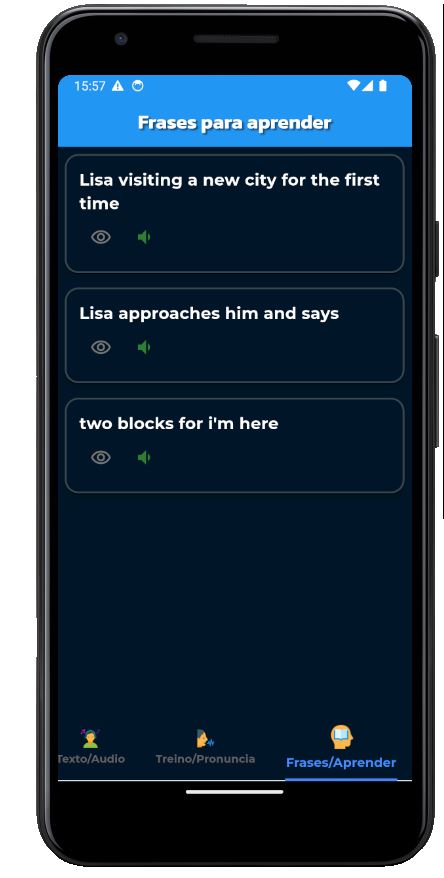 15:57
Frases para aprender
Lisa visiting a new city for the first
time
Lisa approaches him and says
two blocks for i'm here
Texto/Audio
Treino/Pronuncia
Frases/Aprender